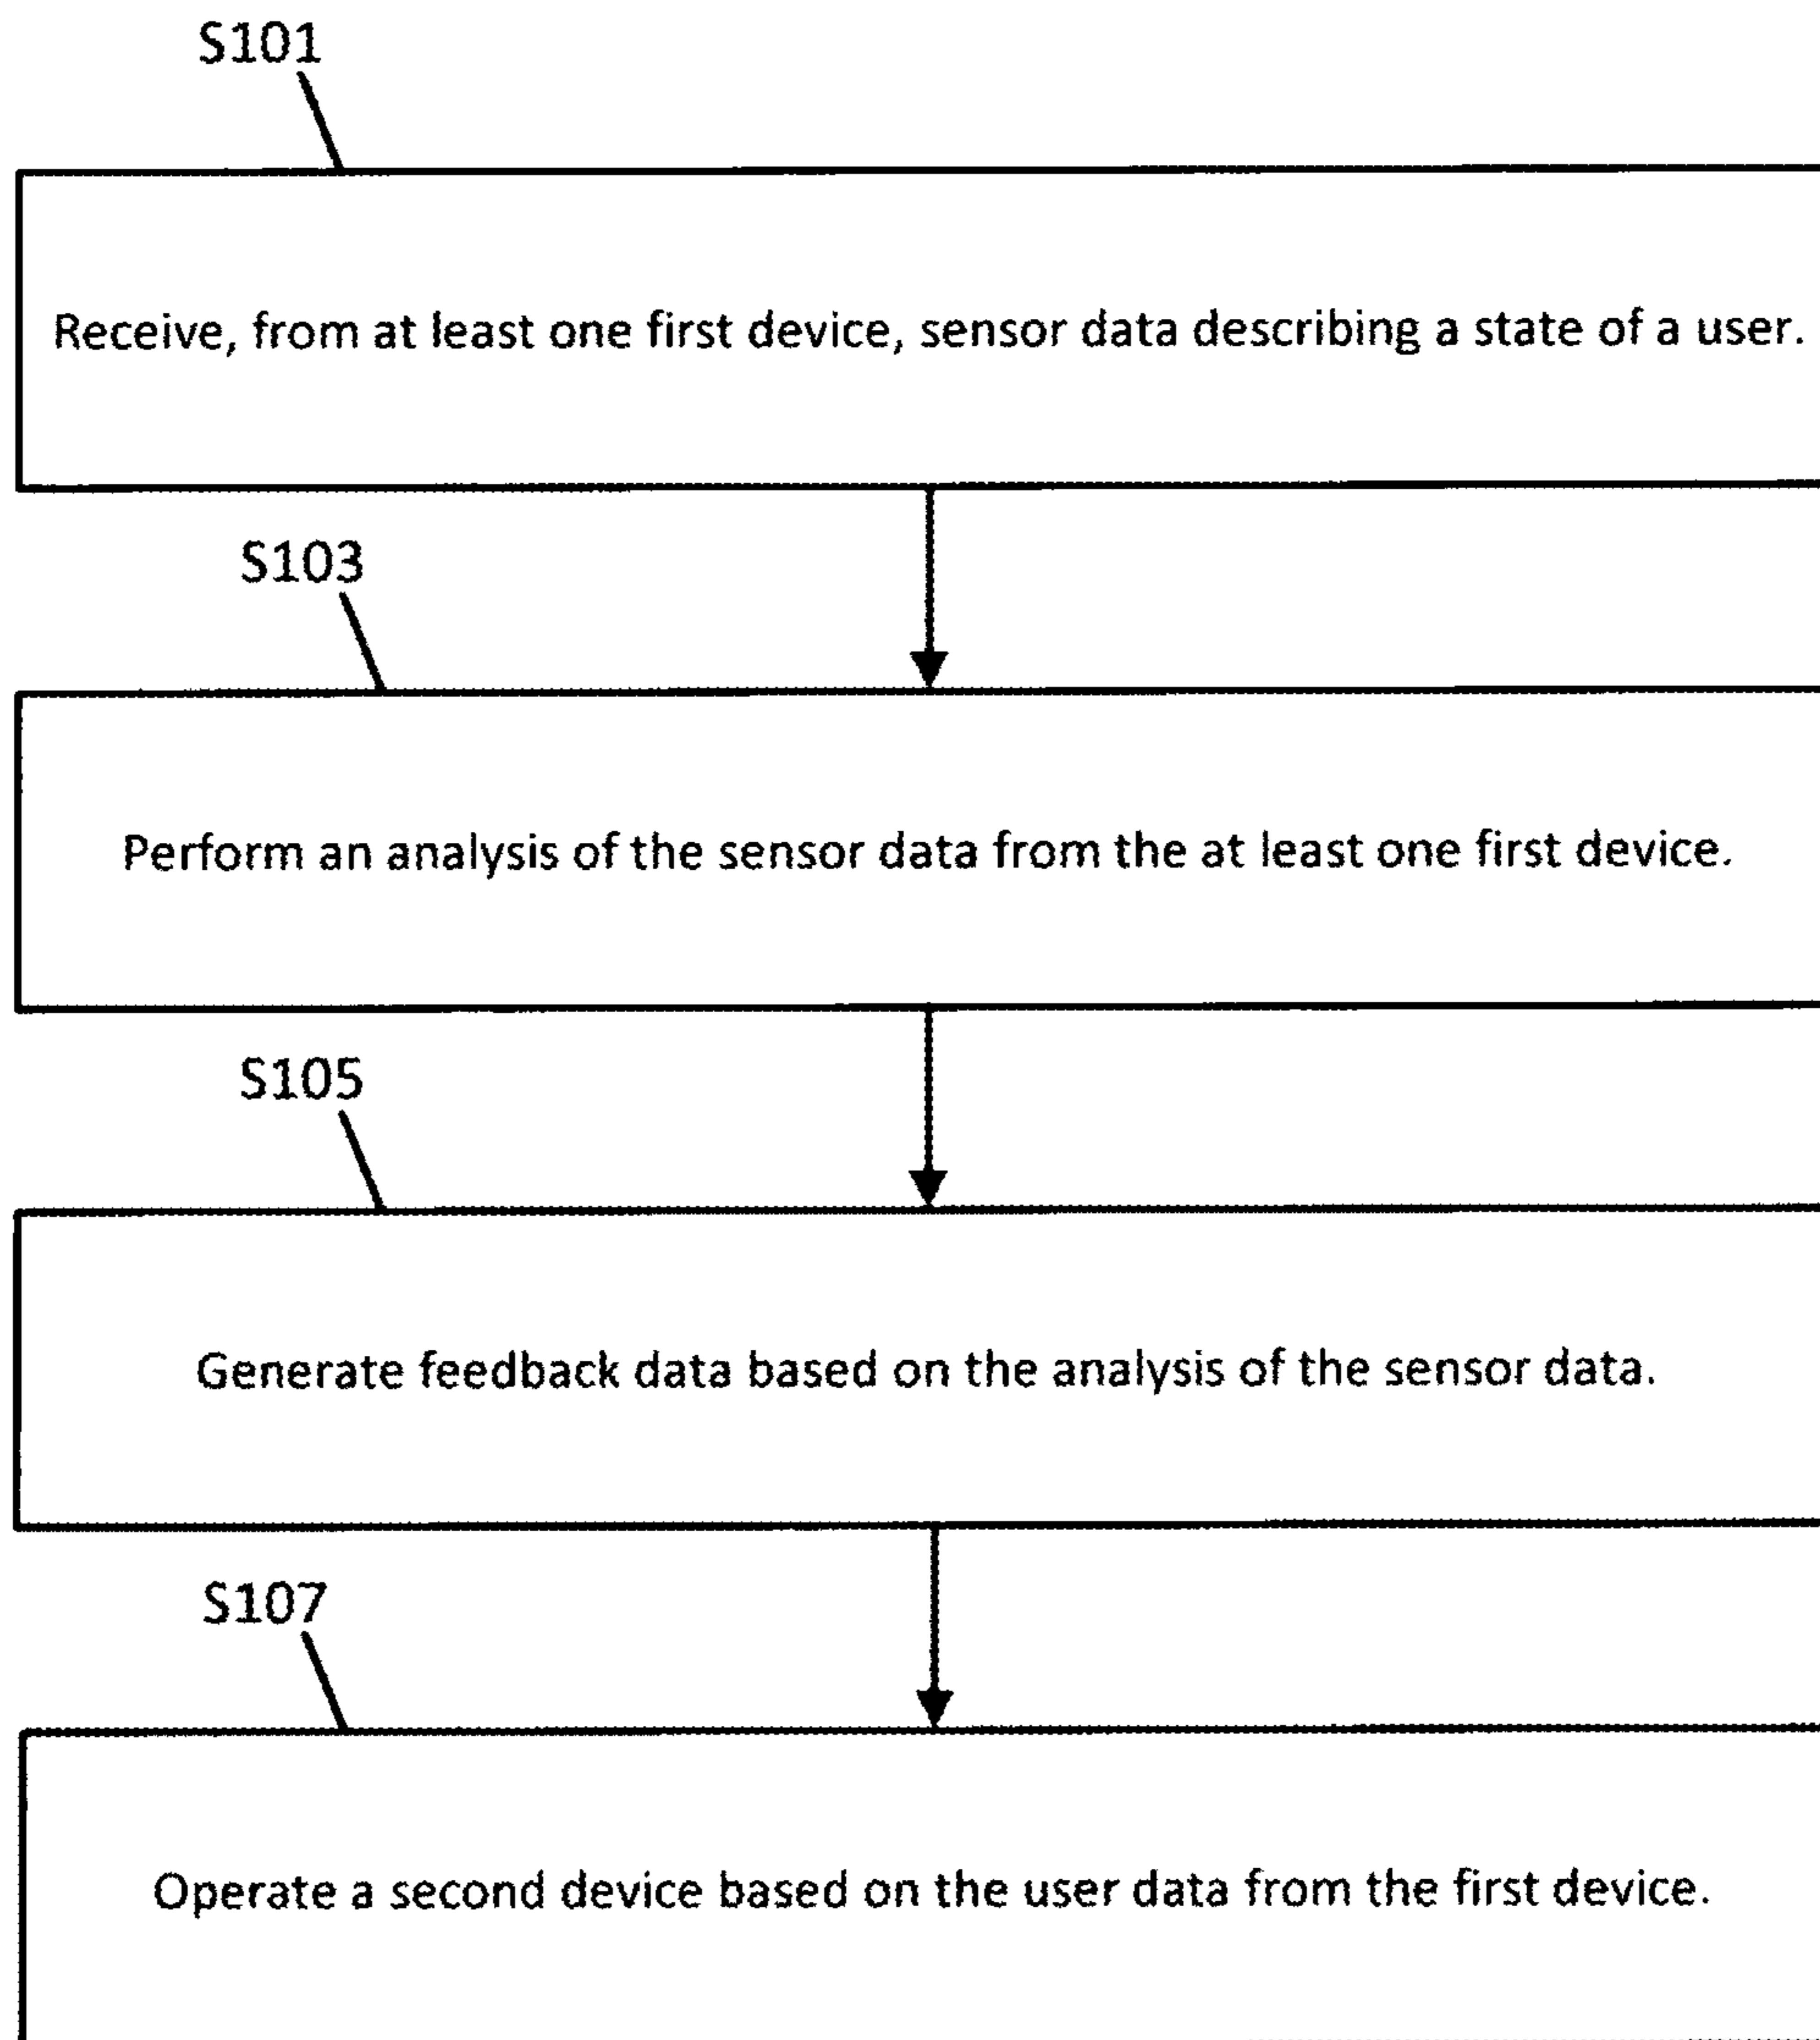 S101
Receive, from at least one first device, sensor data describing a state of a user.
S103
Perform an analysis of the sensor data from the at least one first device.
S105
Generate feedback data based on the analysis of the sensor data.
S107
Operate a second device based on the user data from the first device.